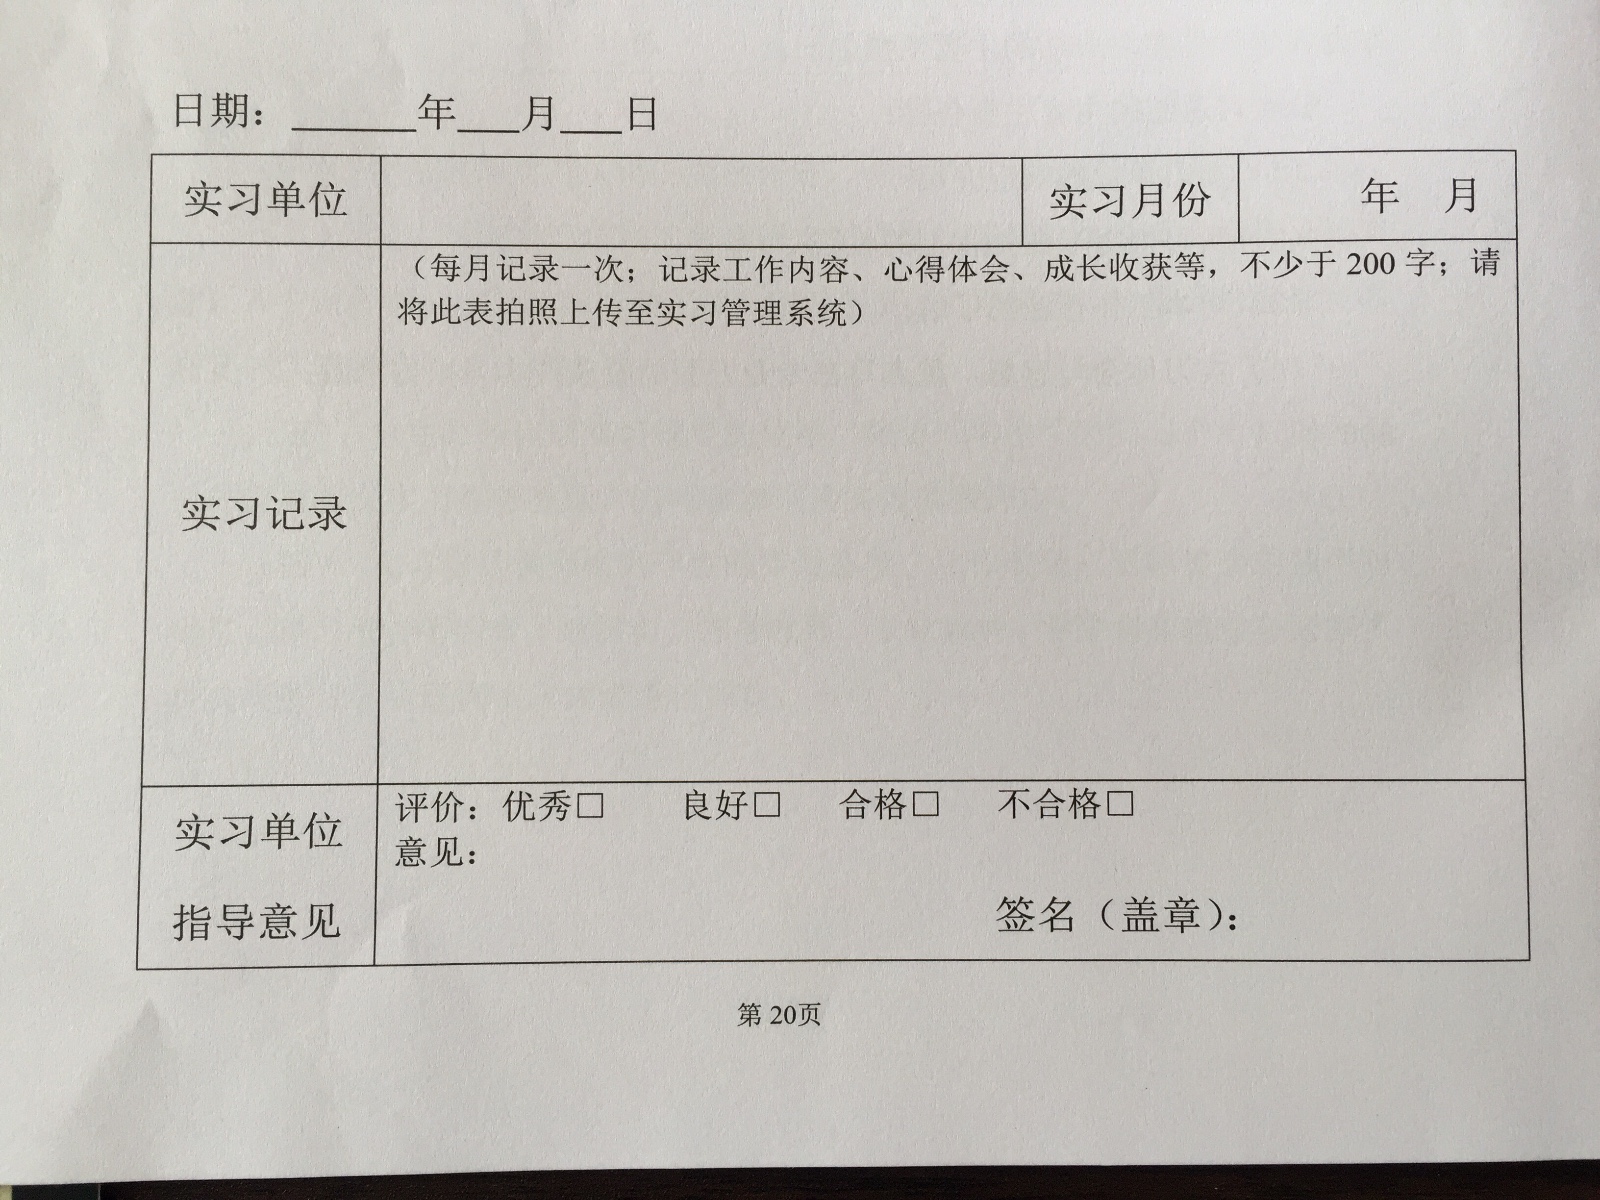 日期：______年___月___日
实习单位 实习月份 年 月
实习记录
（每月记录一次；记录工作内容、心得体会、成长收获等，不少于 200 字；请
将此表拍照上传至实习管理系统）
实习单位
指导意见
评价：优秀□ 良好□ 合格□ 不合格□
意见：
签名（盖章）：
第 20页